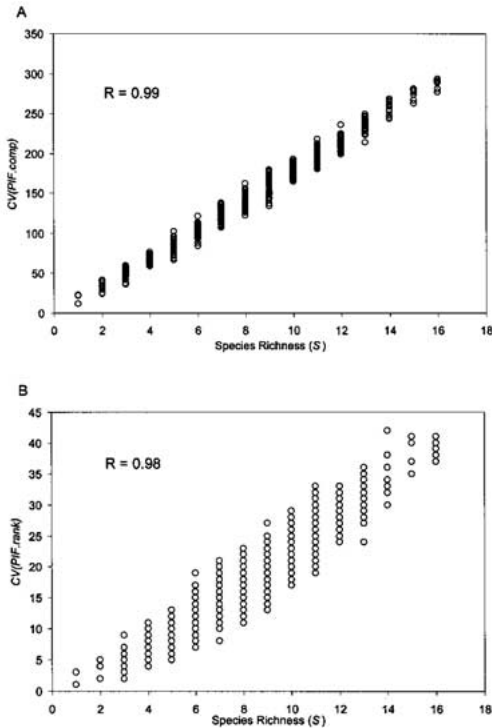 A
350
300
250
200
150
100
50
0
CV(PIF,comp)
R = 0.99
0 2 4 6 8 10 12 14 16 18
Species Richness (S)
B
45
40
35
30
25
20
15
10
5
0
CV(PIF,rank)
R = 0.98
0 2 4 6 8 10 12 14 16 18
Species Richness (S)